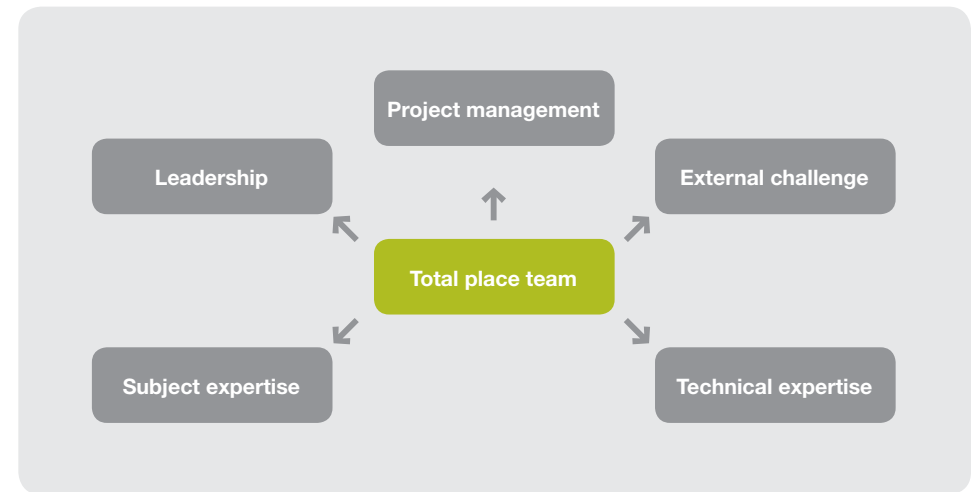 Project management
Leadership
External challenge
Total place team
Subject expertise
Technical expertise